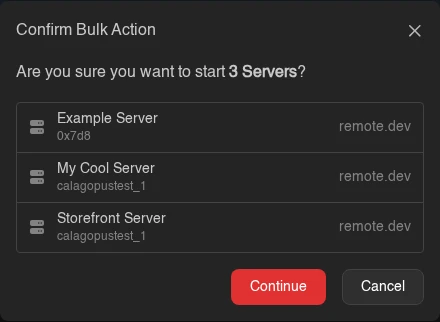 Confirm Bulk Action
Are you sure you want to start 3 Servers?
Example Server
0x7d8
remote.dev
My Cool Server
calagopustest_1
remote.dev
Storefront Server
calagopustest_1
remote.dev
Continue
Cancel